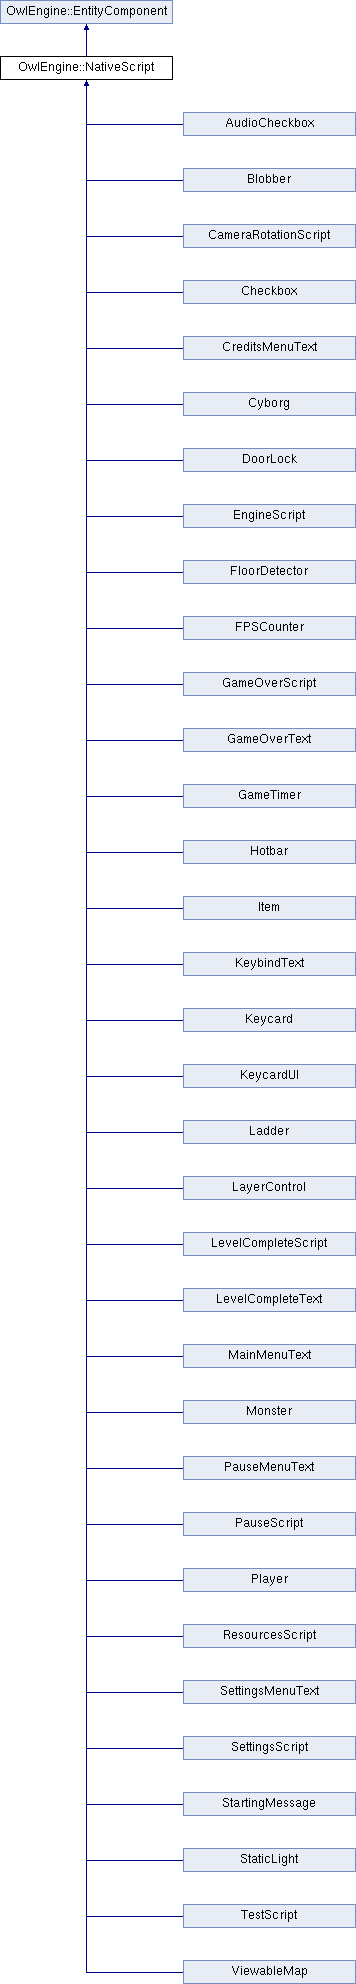 OwlEngine::EntityComponent
OwlEngine::NativeScript
AudioCheckbox
Blobber
CameraRotationScript
Checkbox
CreditsMenuText
Cyborg
DoorLock
EngineScript
FloorDetector
FPSCounter
GameOverScript
GameOverText
GameTimer
Hotbar
Item
KeybindText
Keycard
KeycardUI
Ladder
LayerControl
LevelCompleteScript
LevelCompleteText
MainMenuText
Monster
PauseMenuText
PauseScript
Player
ResourcesScript
SettingsMenuText
SettingsScript
StartingMessage
StaticLight
TestScript
ViewableMap